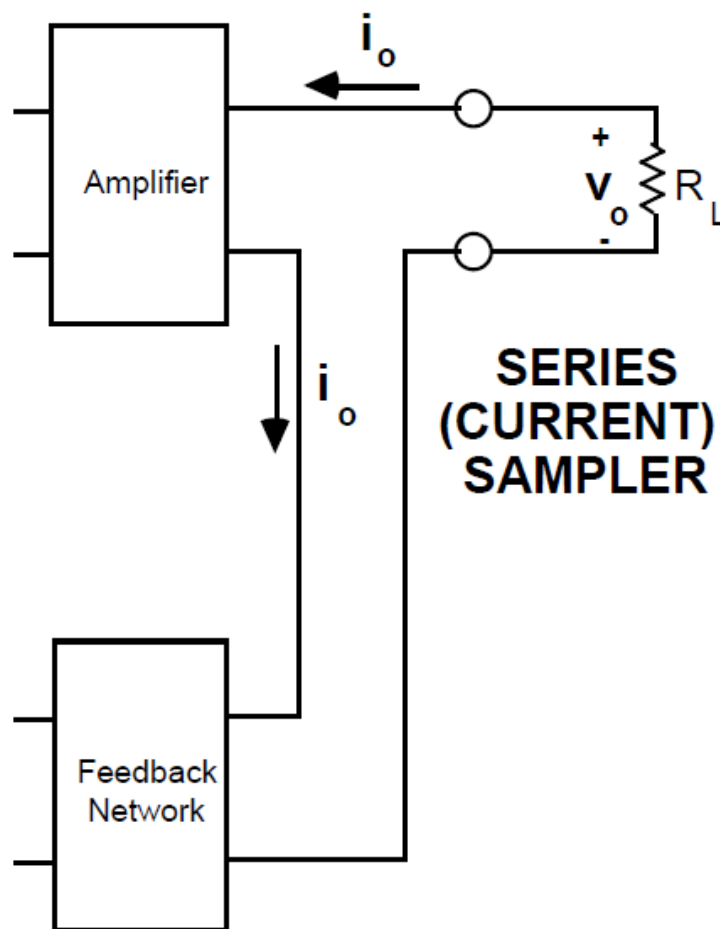 i o
Amplifier
+
v o
-
R L
i o
SERIES
(CURRENT)
SAMPLER
Feedback
Network